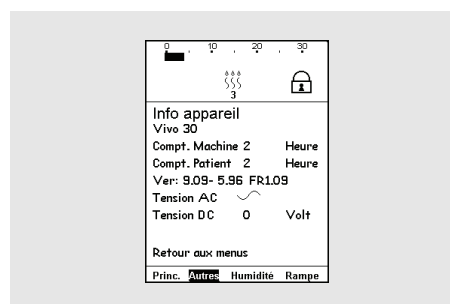 0 10 20 30
3
Info appareil
Vivo 30
Compt. Machine 2 Heure
Compt. Patient 2 Heure
Ver: 9.09- 5.96 FR1.09
Tension AC
Tension DC 0 Volt
Retour aux menus
Princ. Autres Humidité Rampe